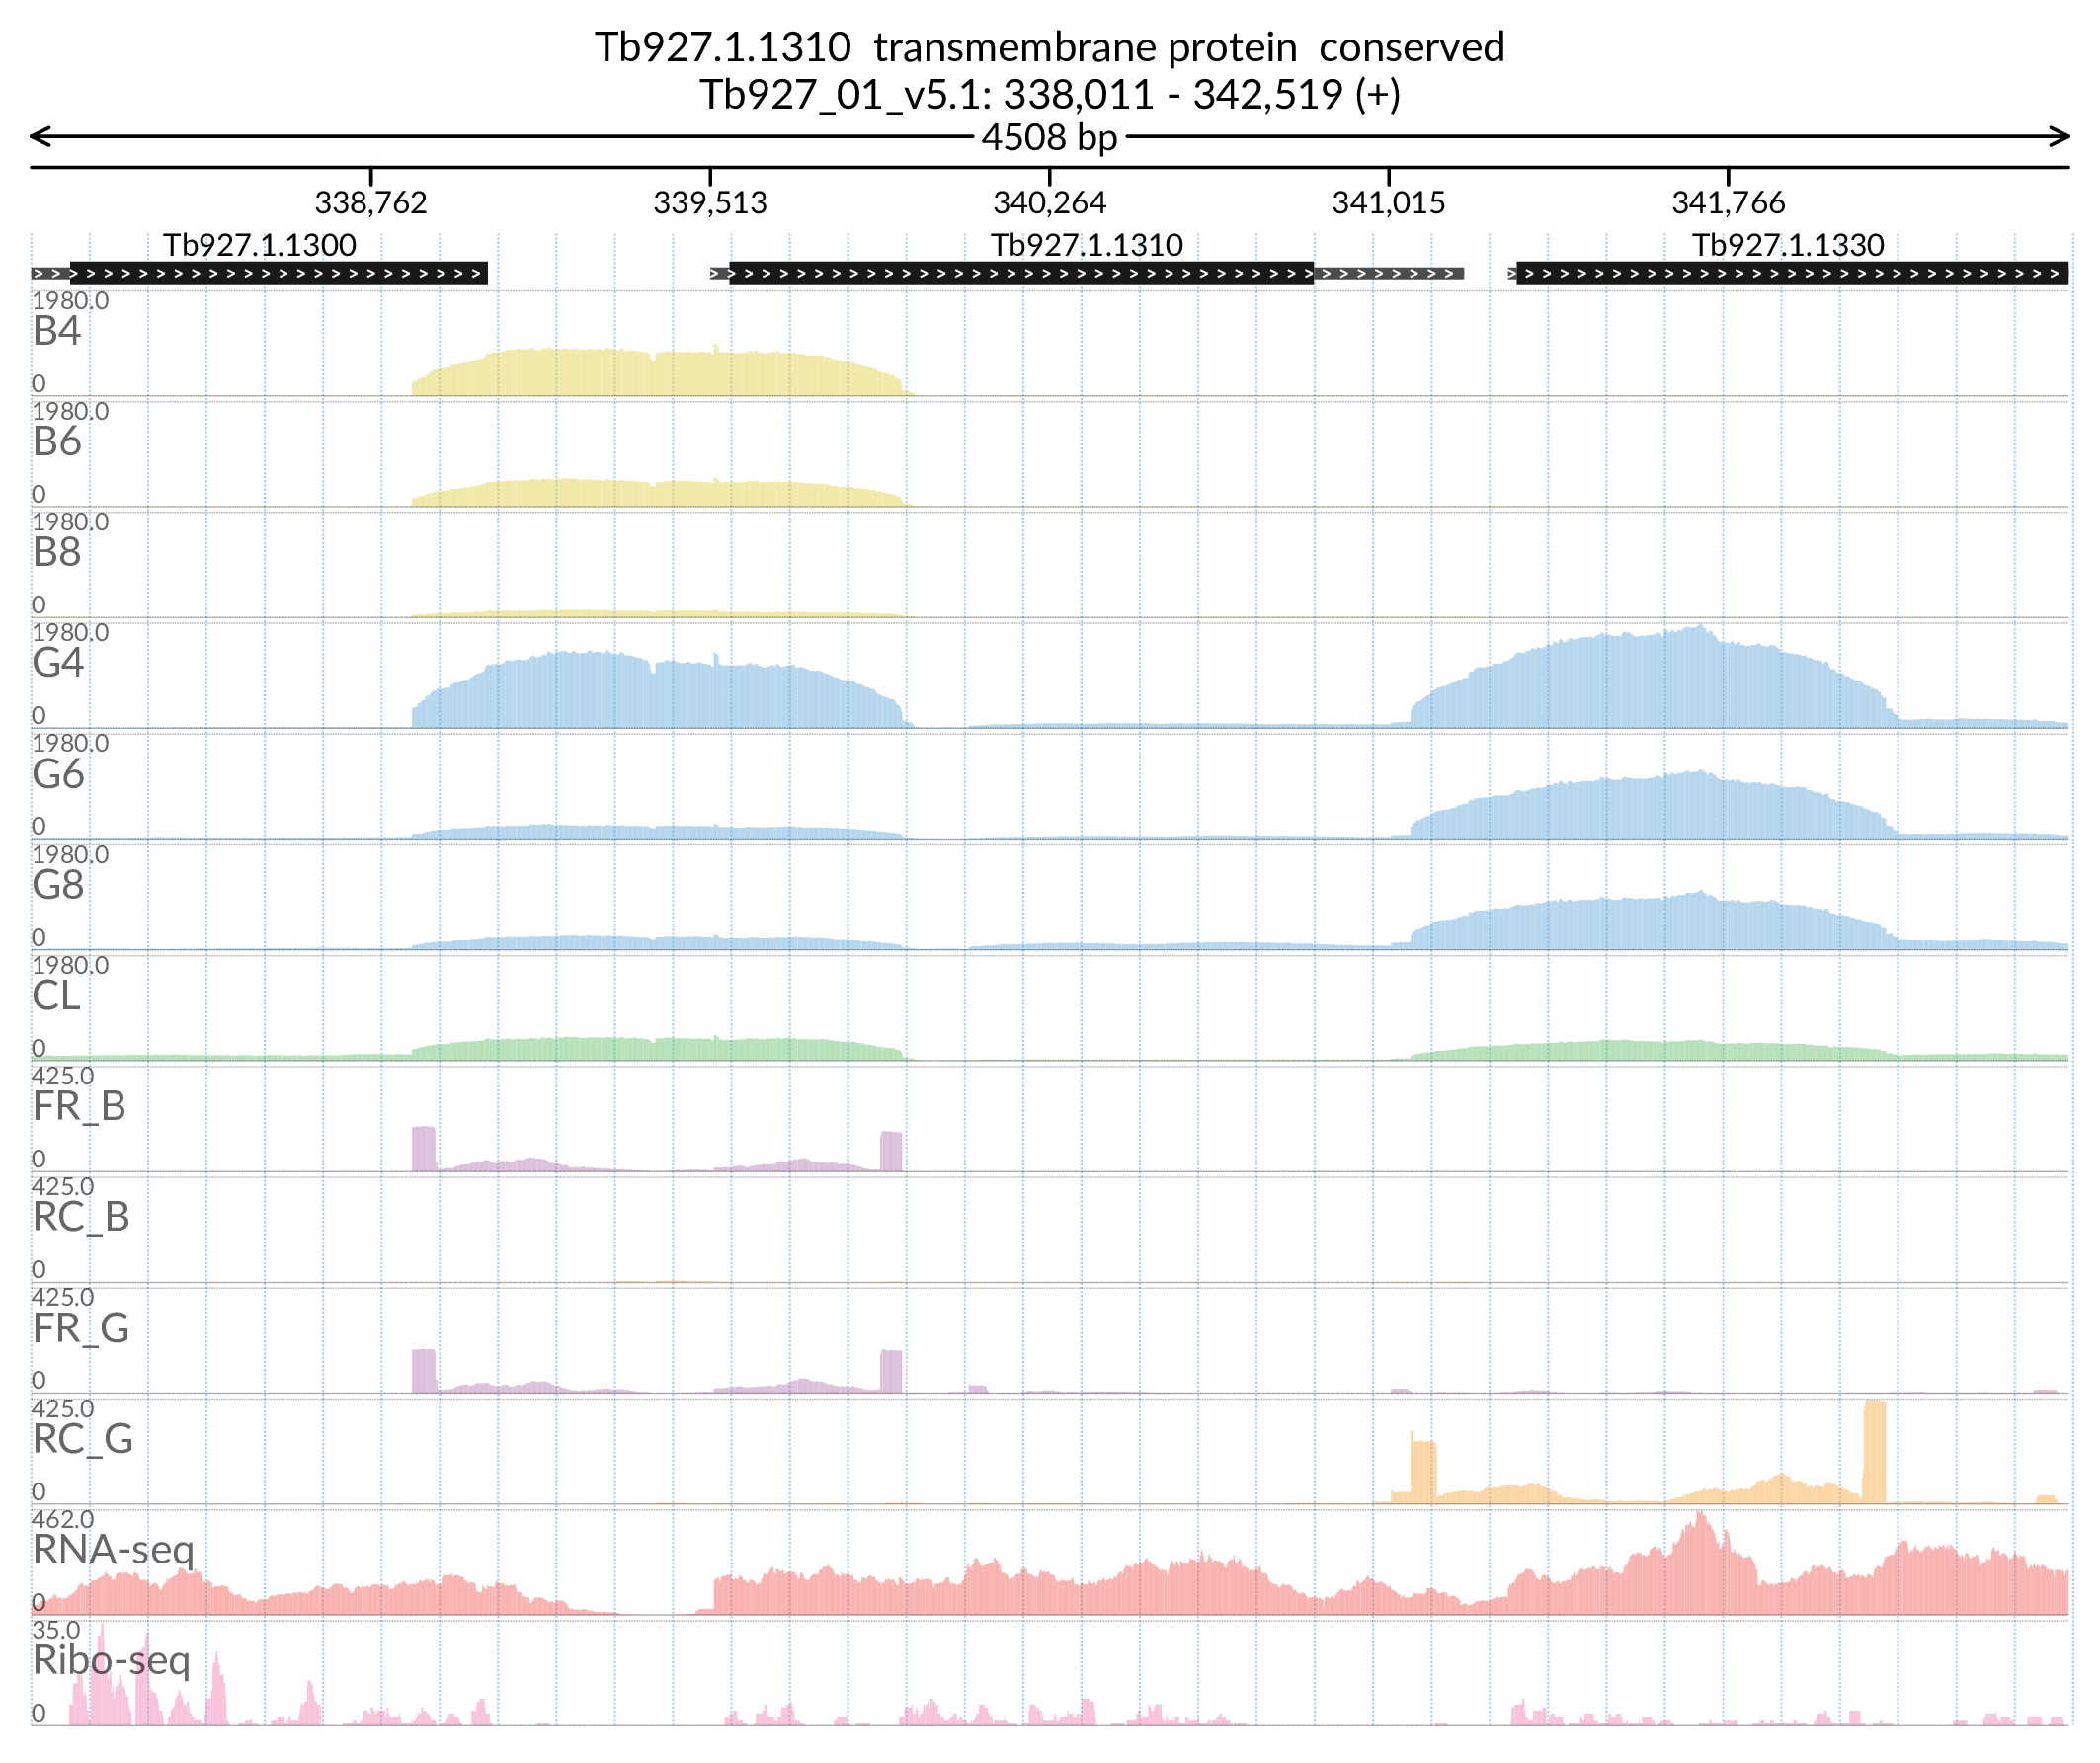 Tb927.1.1310 transmembrane protein conserved
Tb927_01_v5.1: 338,011 - 342,519 (+)
4508 bp
338,762 339,513 340,264 341,015 341,766
Tb927.1.1300 Tb927.1.1310 Tb927.1.1330
1980.0
B4
0
1980.0
B6
0
1980.0
B8
0
1980.0
G4
0
1980.0
G6
0
1980.0
G8
0
1980.0
CL
0
425.0
FR_B
0
425.0
RC_B
0
425.0
FR_G
0
425.0
RC_G
0
462.0
RNA-seq
0
35.0
Ribo-seq
0